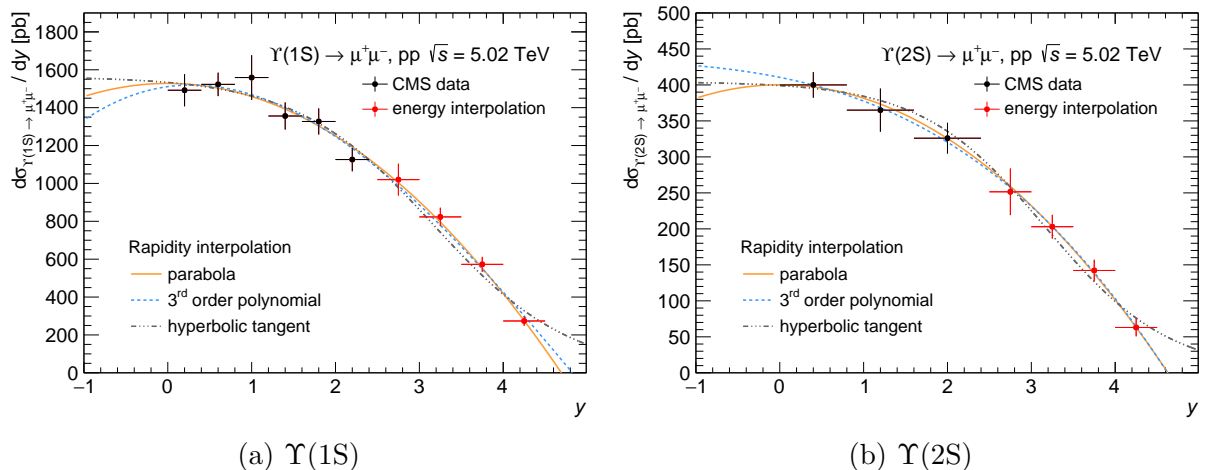 1800
1600
1400
1200
1000
800
600
400
200
0
−1 0 1 2 3 4
y
dσ_ϒ(1S) → μ⁺μ⁻ / dy [pb]
ϒ(1S) → μ⁺μ⁻, pp √s = 5.02 TeV
CMS data
energy interpolation
Rapidity interpolation
parabola
3rd order polynomial
hyperbolic tangent
(a) ϒ(1S)
500
450
400
350
300
250
200
150
100
50
0
−1 0 1 2 3 4
y
dσ_ϒ(2S) → μ⁺μ⁻ / dy [pb]
ϒ(2S) → μ⁺μ⁻, pp √s = 5.02 TeV
CMS data
energy interpolation
Rapidity interpolation
parabola
3rd order polynomial
hyperbolic tangent
(b) ϒ(2S)